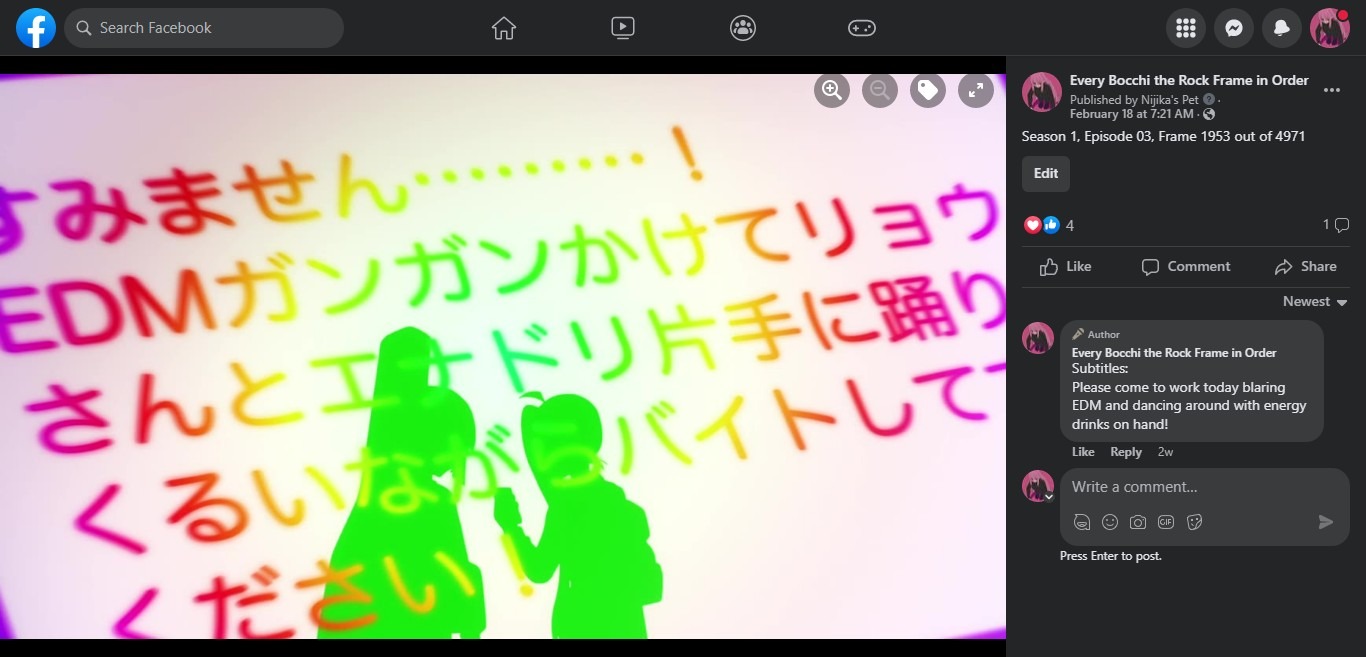 Search Facebook
すみません………！
EDMガンガンかけてリョウ
さんとエナドリ片手に踊り
くるいながらバイトして
ください！
Every Bocchi the Rock Frame in Order
Published by Nijika's Pet
February 18 at 7:21 AM
Season 1, Episode 03, Frame 1953 out of 4971
Edit
4
1
Like Comment Share
Newest
Author
Every Bocchi the Rock Frame in Order
Subtitles:
Please come to work today blaring
EDM and dancing around with energy
drinks on hand!
Like Reply 2w
Write a comment...
GIF
Press Enter to post.